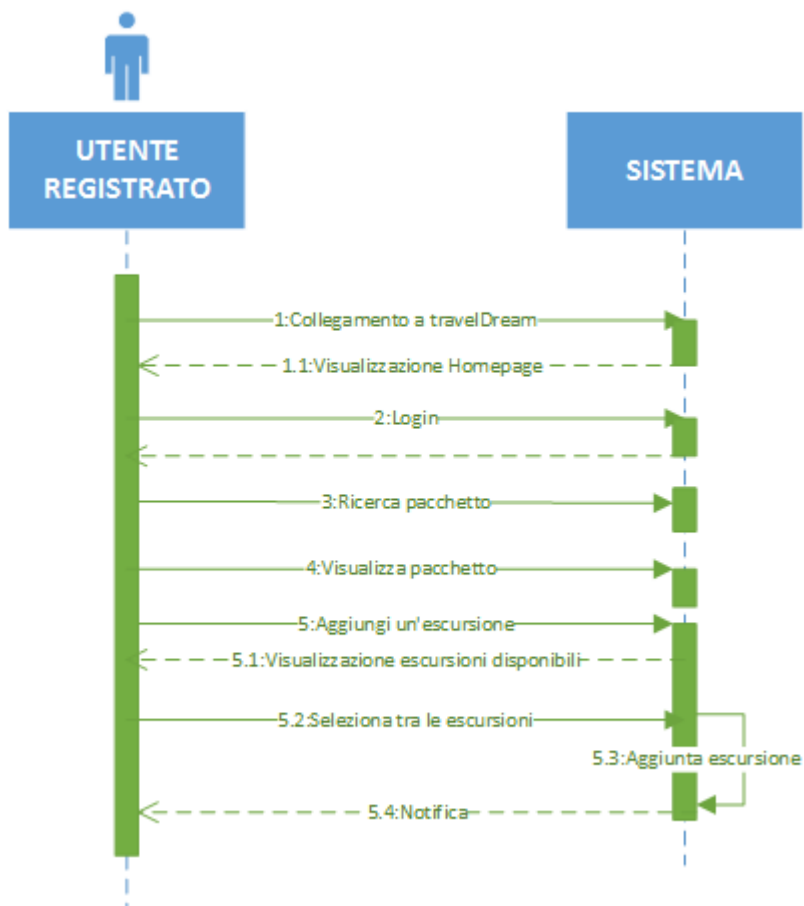 UTENTE
REGISTRATO
SISTEMA
1:Collegamento a travelDream
1.1:Visualizzazione Homepage
2:Login
3:Ricerca pacchetto
4:Visualizza pacchetto
5:Aggiungi un'escursione
5.1:Visualizzazione escursioni disponibili
5.2:Seleziona tra le escursioni
5.3:Aggiunta escursione
5.4:Notifica